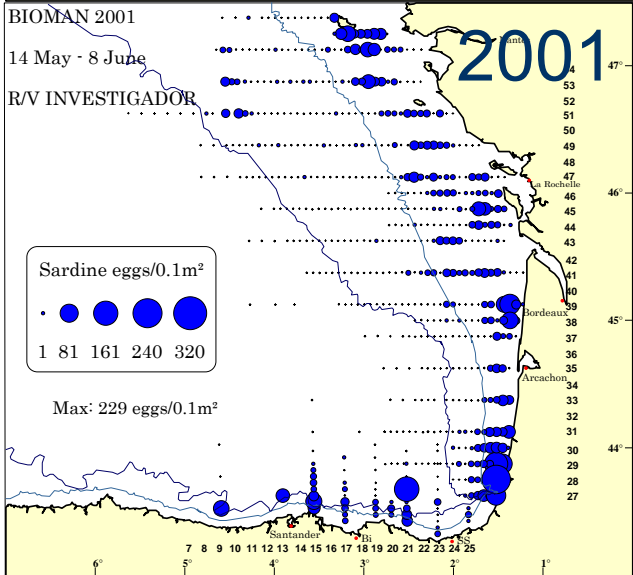 BIOMAN 2001
14 May - 8 June
R/V INVESTIGADOR
2001
Nante
47°
54
53
52
51
50
49
48
47
La Rochelle
46°
46
45
44
43
42
41
40
39
Bordeaux
38
45°
37
36
35
Arcachon
34
33
32
31
30
44°
29
28
27
Sardine eggs/0.1m²
1 81 161 240 320
Max: 229 eggs/0.1m²
Santander
Bi
SS
7 8 9 10 11 12 13 14 15 16 17 18 19 20 21 22 23 24 25
6° 5° 4° 3° 2° 1°